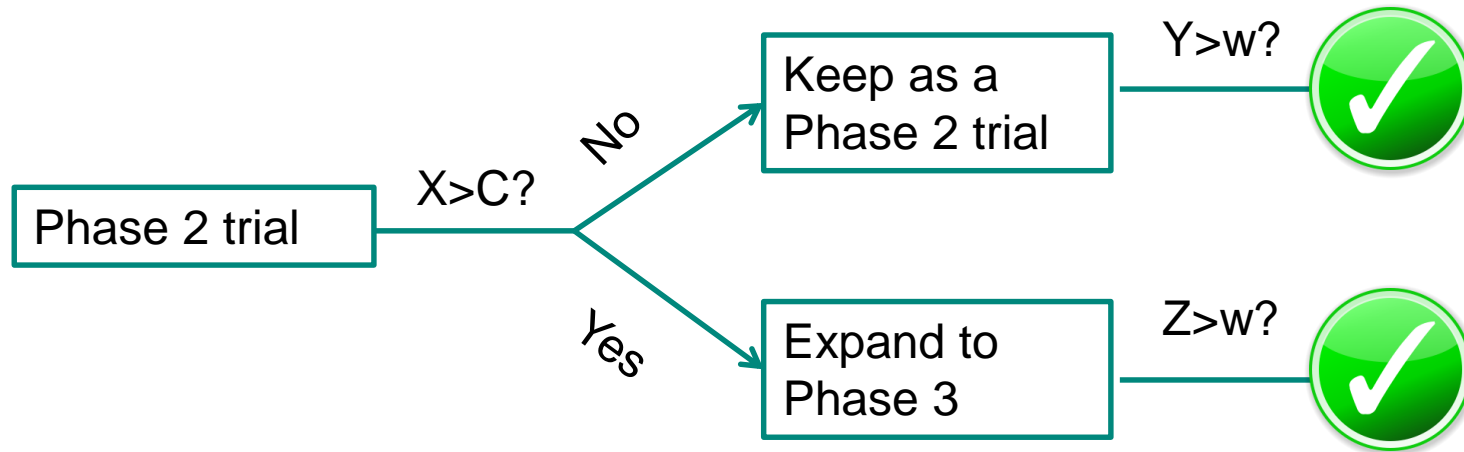 Phase 2 trial
X>C?
No
Keep as a
Phase 2 trial
Y>w?
Yes
Expand to
Phase 3
Z>w?